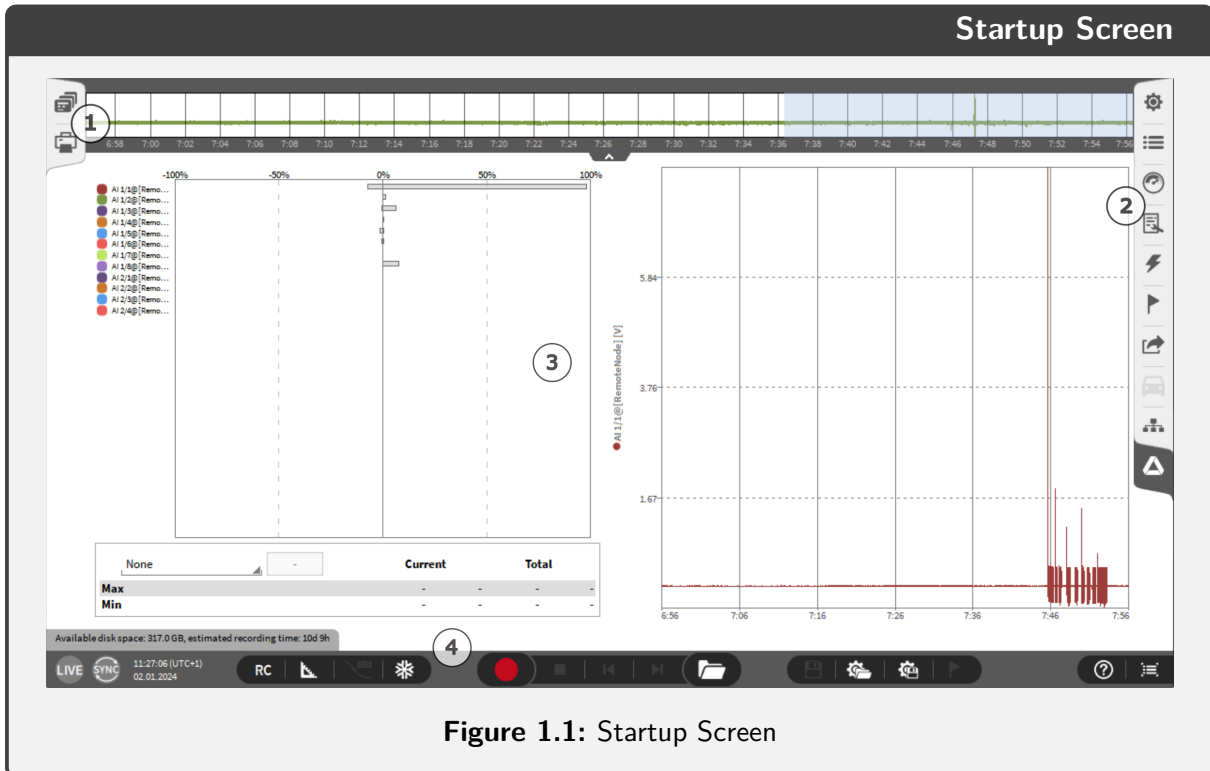 Startup Screen
1
6:58 7:00 7:02 7:04 7:06 7:08 7:10 7:12 7:14 7:16 7:18 7:20 7:22 7:24 7:26 7:28 7:30 7:32 7:34 7:36 7:38 7:40 7:42 7:44 7:46 7:48 7:50 7:52 7:54 7:56
-100% -50% 0% 50% 100%
AI 1/1@[Remo...
AI 1/2@[Remo...
AI 1/3@[Remo...
AI 1/4@[Remo...
AI 1/5@[Remo...
AI 1/6@[Remo...
AI 1/7@[Remo...
AI 1/8@[Remo...
AI 2/1@[Remo...
AI 2/2@[Remo...
AI 2/3@[Remo...
AI 2/4@[Remo...
2
3
AI 1/1@[RemoteNode] [V]
5.84
3.76
1.67
6:56 7:06 7:16 7:26 7:36 7:46 7:56
None - Current Total
Max - - - -
Min - - - -
Available disk space: 317.0 GB, estimated recording time: 10d 9h
4
LIVE SYNC 11:27:06 (UTC+1)
02.01.2024
RC
?
Figure 1.1: Startup Screen